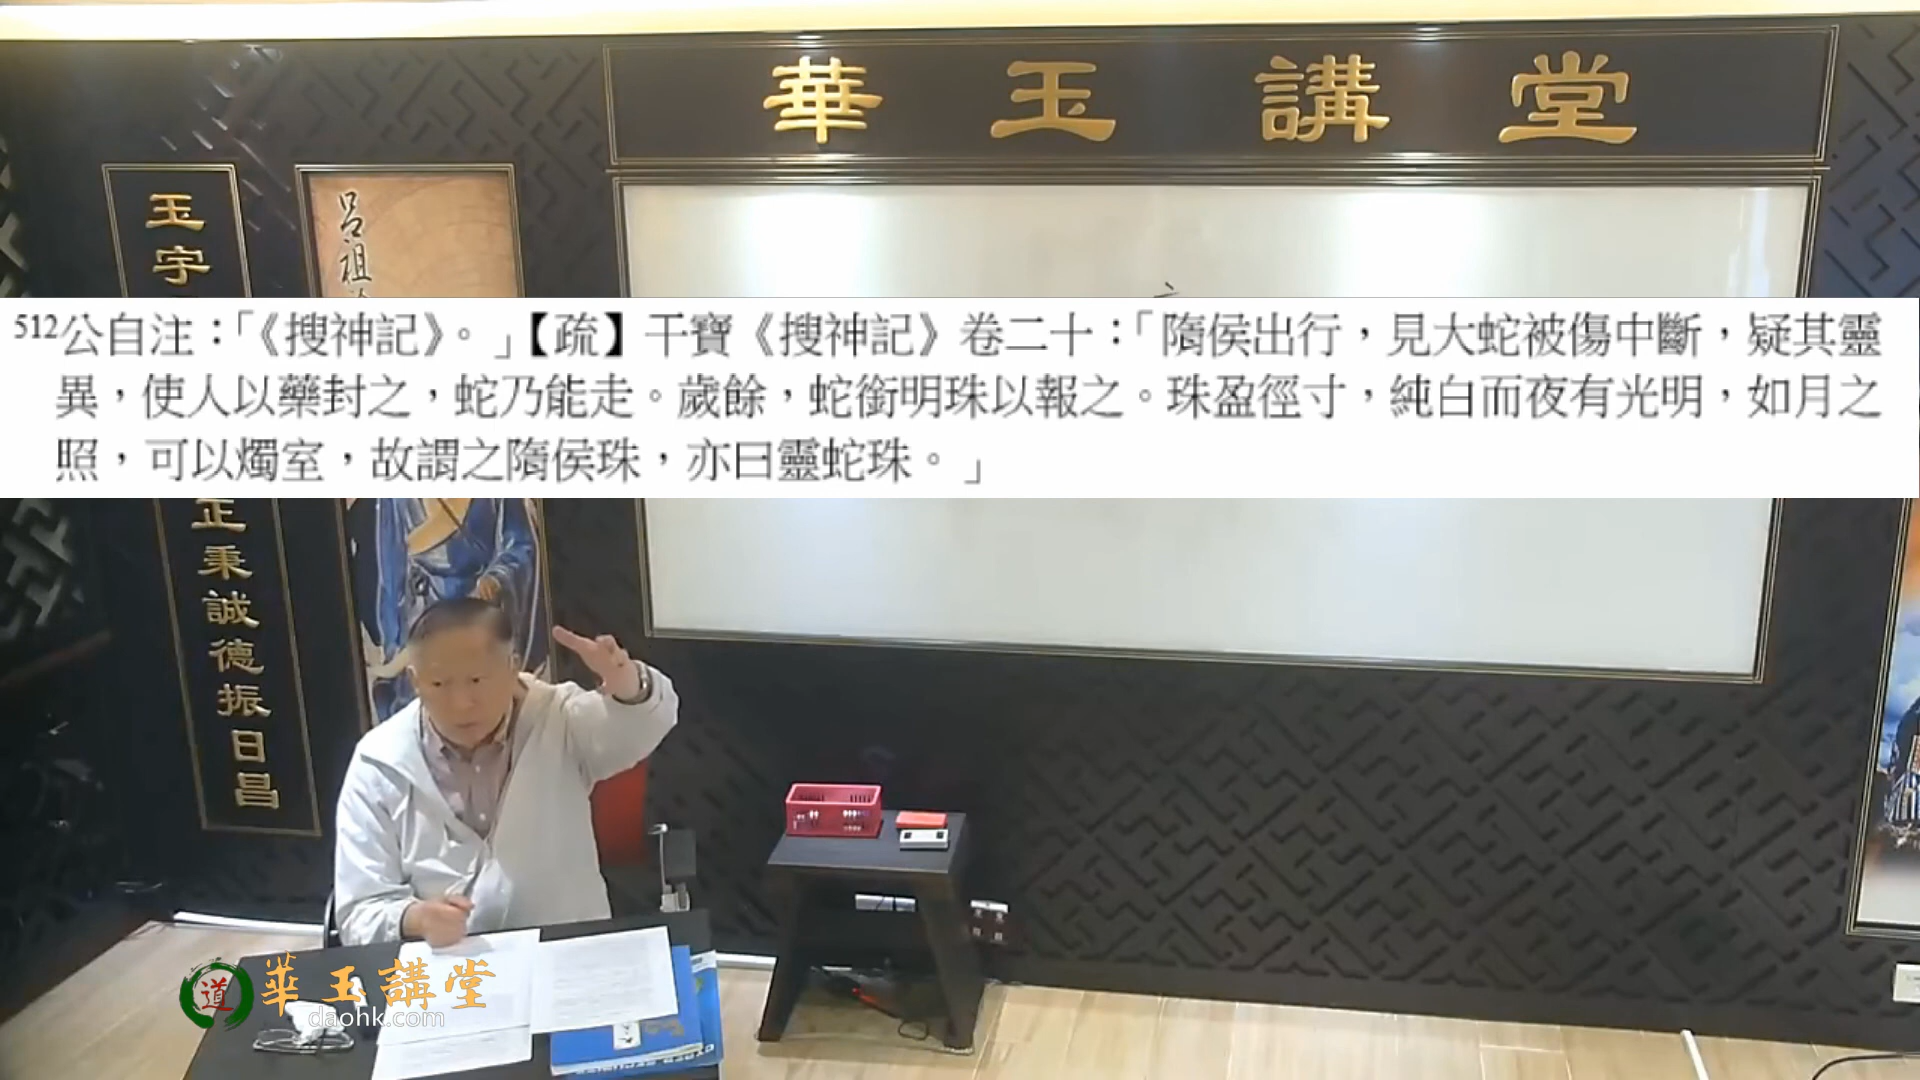 華玉講堂
玉宇
呂祖
512公自注：「《搜神記》。」【疏】干寶《搜神記》卷二十：「隋侯出行，見大蛇被傷中斷，疑其靈
異，使人以藥封之，蛇乃能走。歲餘，蛇銜明珠以報之。珠盈徑寸，純白而夜有光明，如月之
照，可以燭室，故謂之隋侯珠，亦曰靈蛇珠。」
正秉誠德振日昌
道
華玉講堂
daohk.com